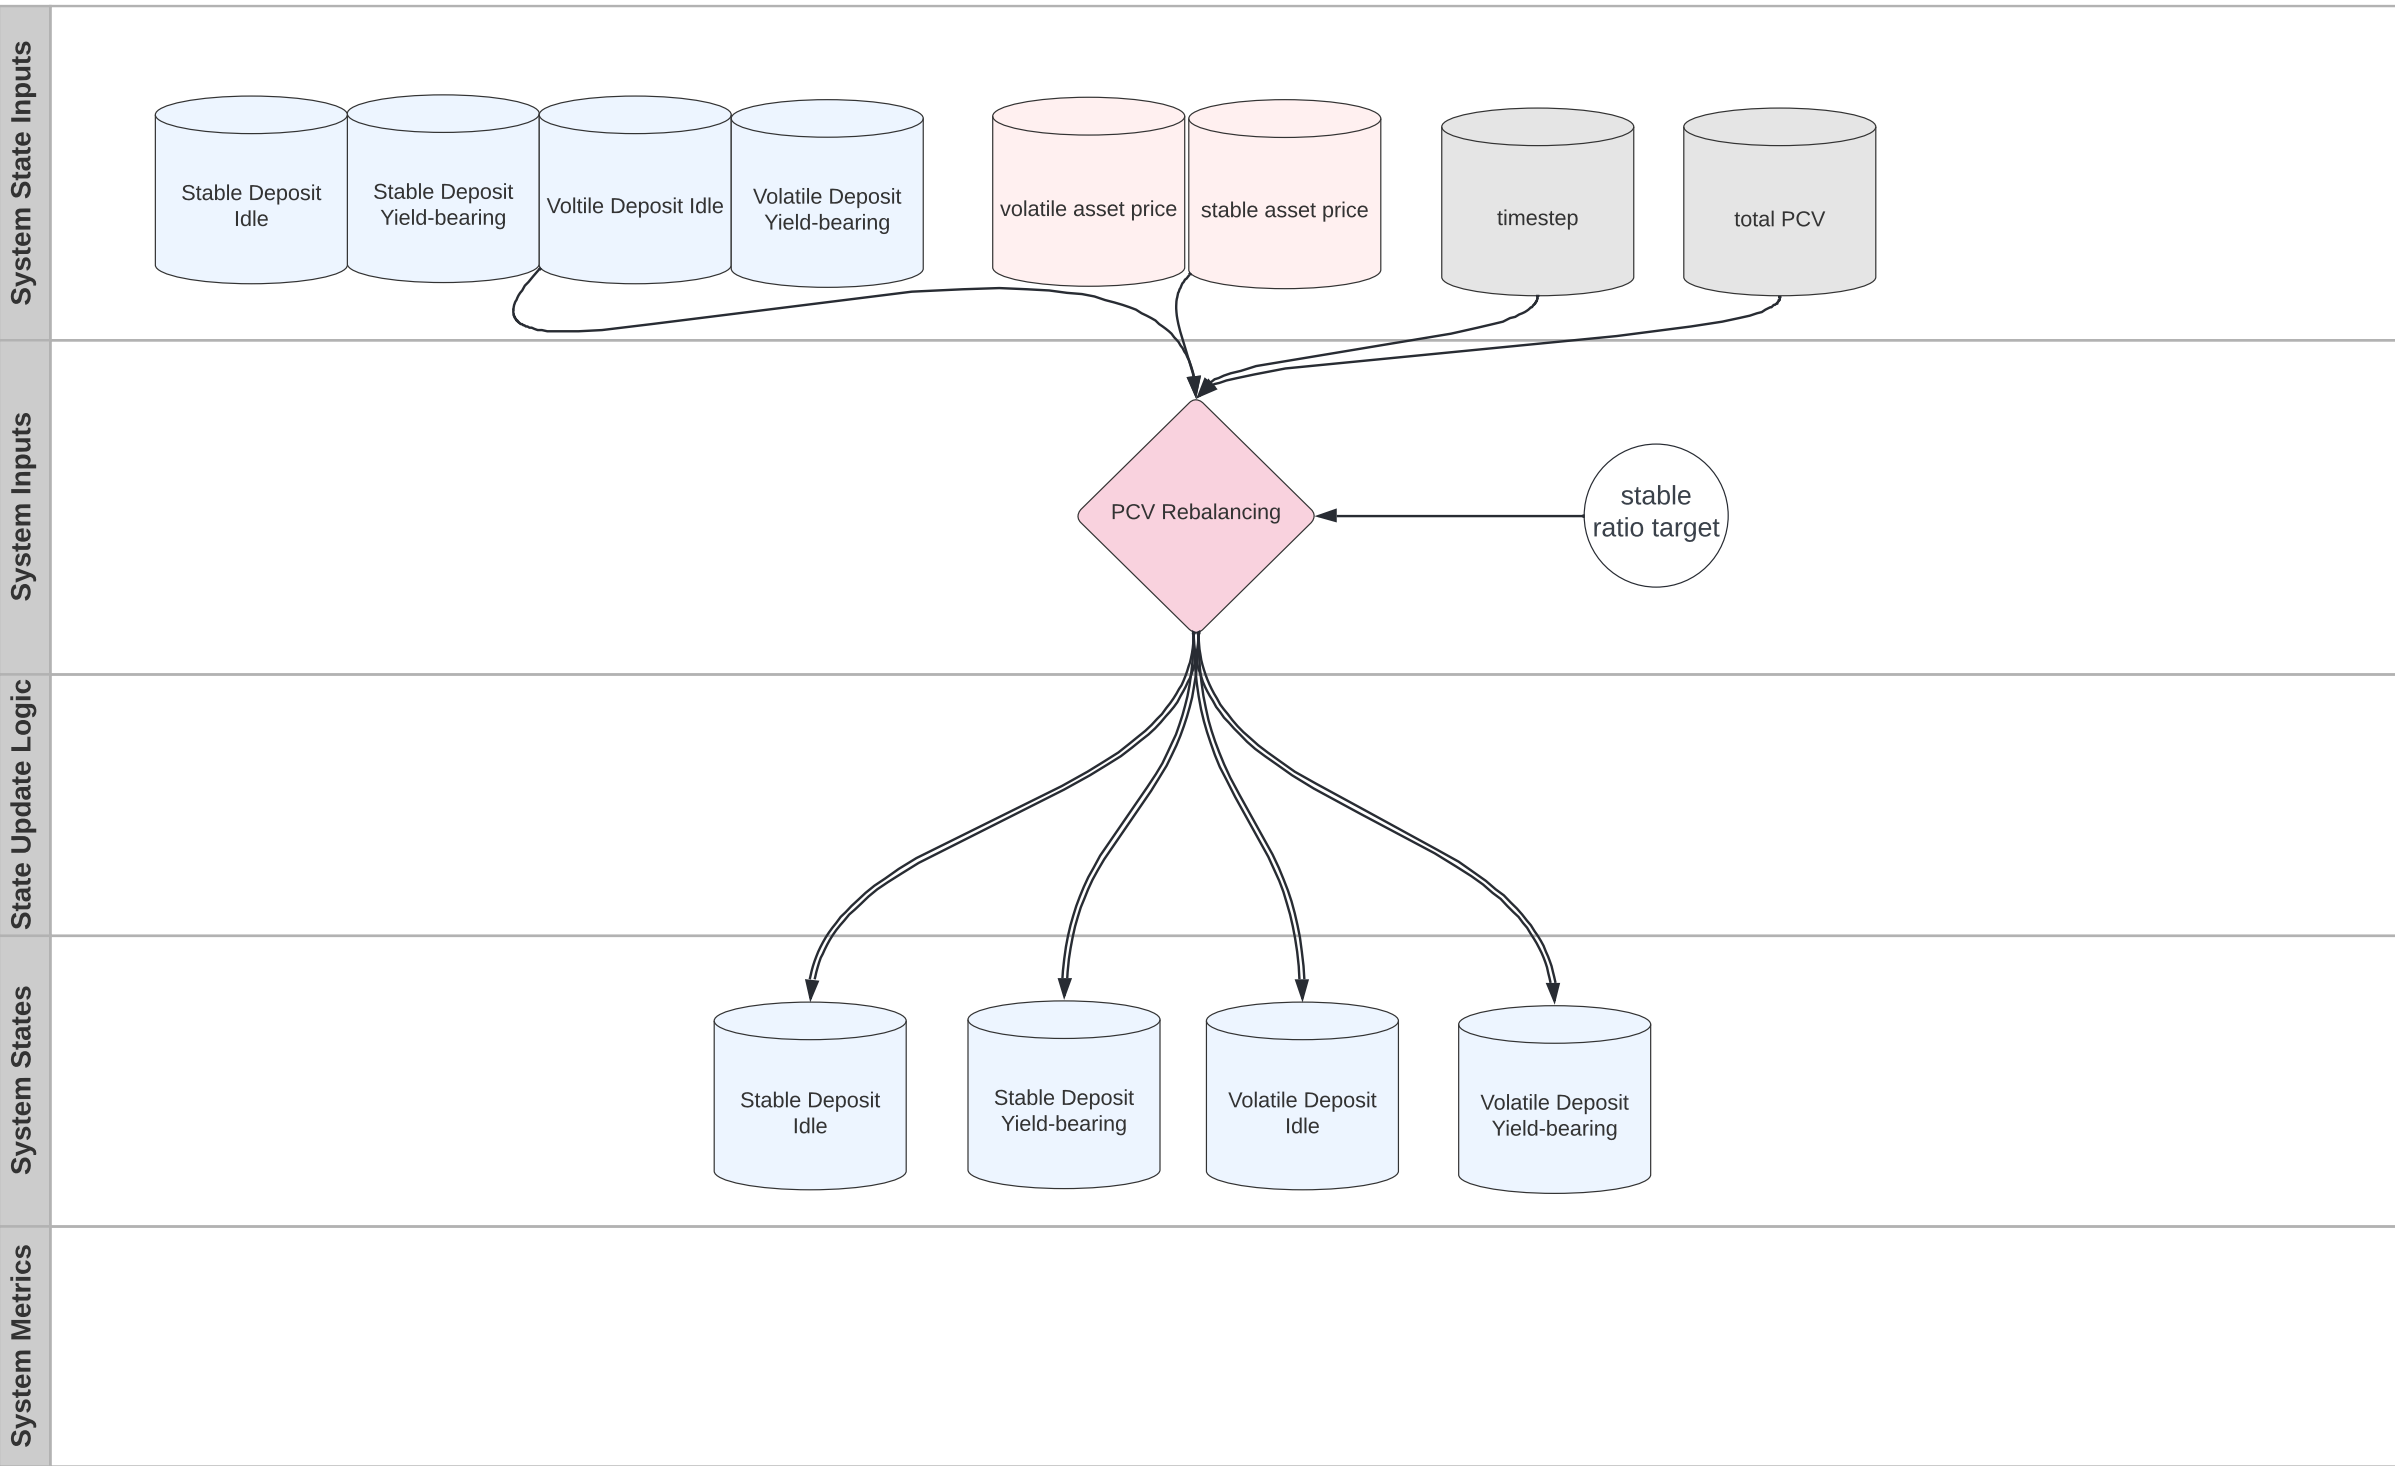 System State Inputs
Stable Deposit
Idle
Stable Deposit
Yield-bearing
Voltile Deposit Idle
Volatile Deposit
Yield-bearing
volatile asset price
stable asset price
timestep
total PCV
System Inputs
PCV Rebalancing
stable
ratio target
State Update Logic
System States
Stable Deposit
Idle
Stable Deposit
Yield-bearing
Volatile Deposit
Idle
Volatile Deposit
Yield-bearing
System Metrics